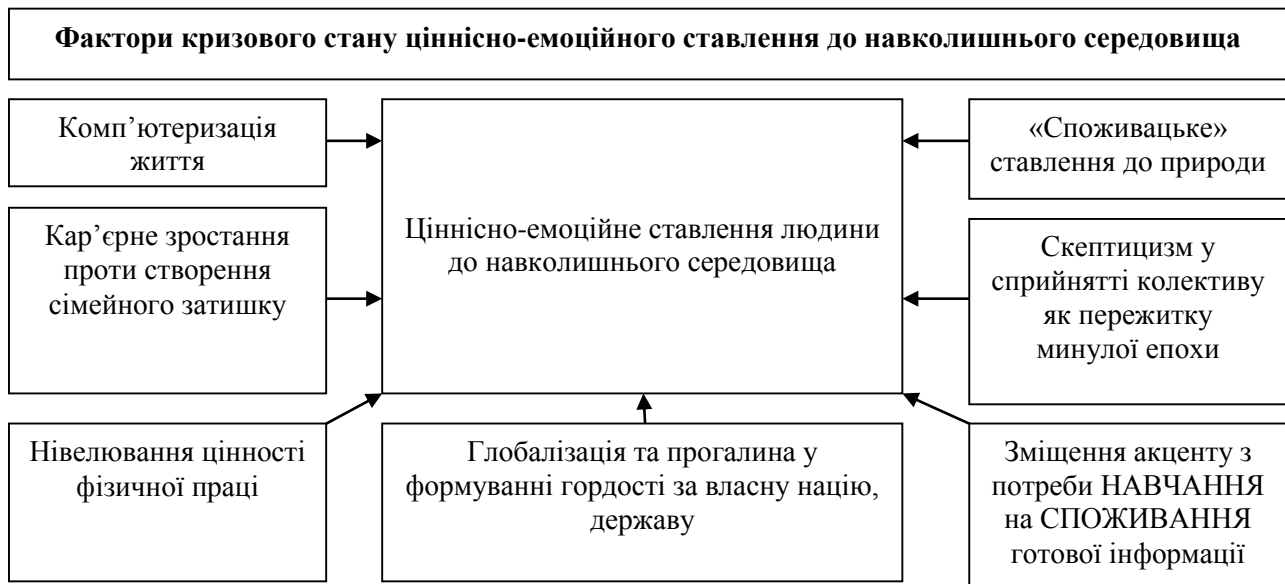 Фактори кризового стану ціннісно-емоційного ставлення до навколишнього середовища
Комп’ютеризація
життя
Кар’єрне зростання
проти створення
сімейного затишку
Ціннісно-емоційне ставлення людини
до навколишнього середовища
«Споживацьке»
ставлення до природи
Скептицизм у
сприйнятті колективу
як пережитку
минулої епохи
Нівелювання цінності
фізичної праці
Глобалізація та прогалина у
формуванні гордості за власну націю,
державу
Зміщення акценту з
потреби НАВЧАННЯ
на СПОЖИВАННЯ
готової інформації